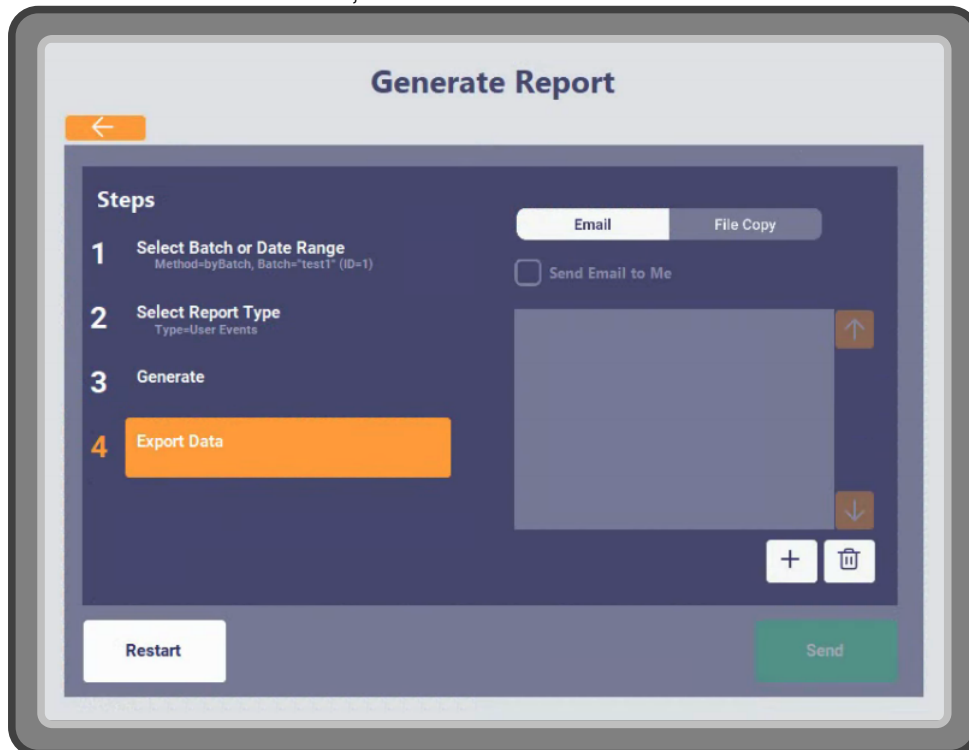 Generate Report
Steps
1 Select Batch or Date Range
Method=byBatch, Batch="test1" (ID=1)
2 Select Report Type
Type=User Events
3 Generate
4 Export Data
Email File Copy
Send Email to Me
Restart
Send